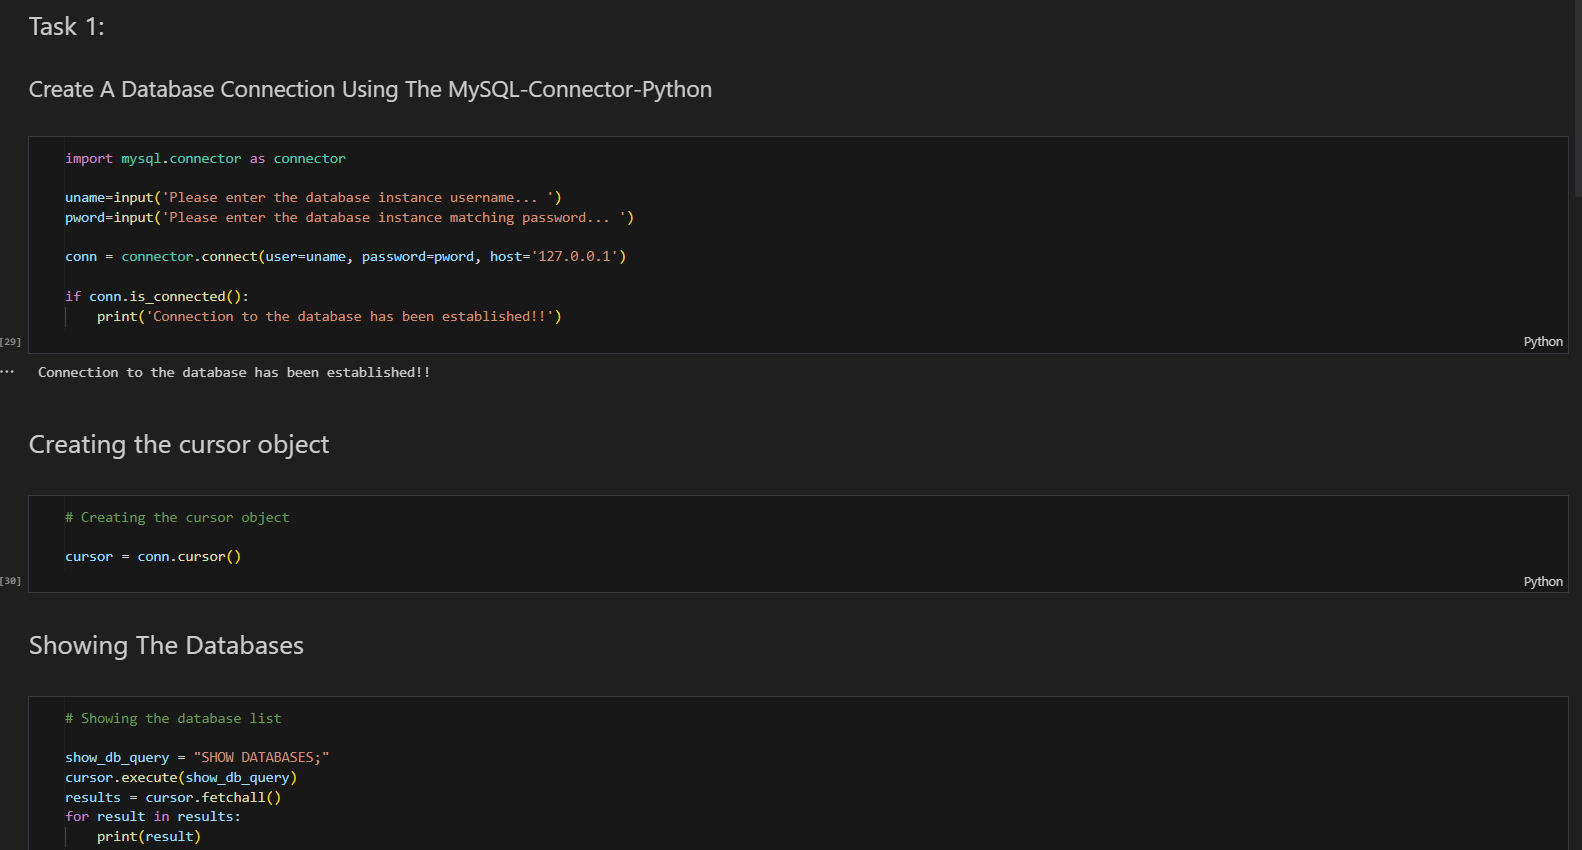 Task 1:
Create A Database Connection Using The MySQL-Connector-Python
import mysql.connector as connector
uname=input('Please enter the database instance username... ')
pword=input('Please enter the database instance matching password... ')
conn = connector.connect(user=uname, password=pword, host='127.0.0.1')
if conn.is_connected():
    print('Connection to the database has been established!!')
[29]
Python
... Connection to the database has been established!!
Creating the cursor object
# Creating the cursor object
cursor = conn.cursor()
[30]
Python
Showing The Databases
# Showing the database list
show_db_query = "SHOW DATABASES;"
cursor.execute(show_db_query)
results = cursor.fetchall()
for result in results:
    print(result)